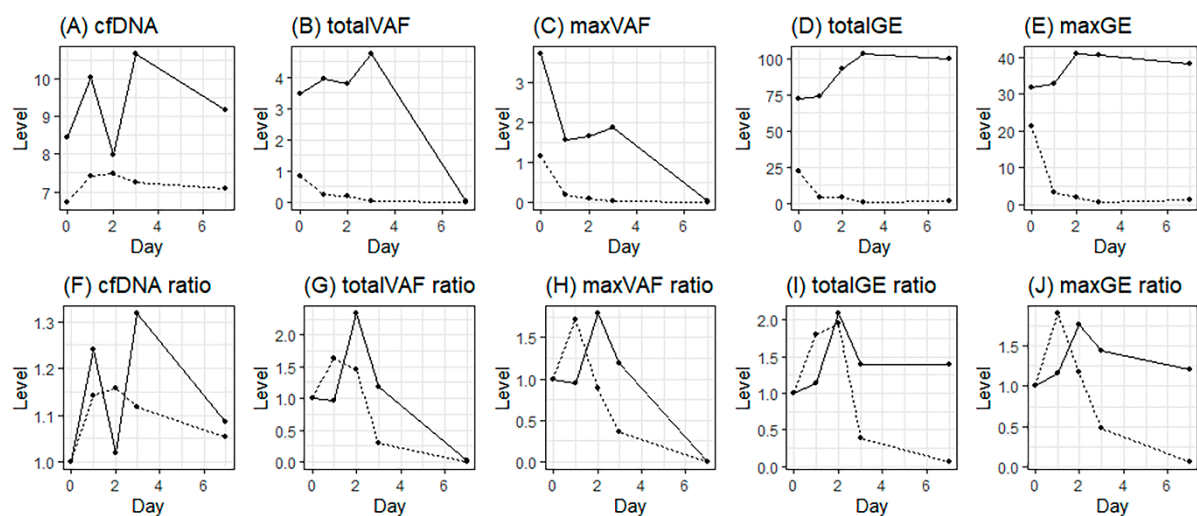 (A) cfDNA
(B) totalVAF
(C) maxVAF
(D) totalGE
(E) maxGE
Level
10
9
8
7
0 2 4 6
Day
Level
4
3
2
1
0
0 2 4 6
Day
Level
3
2
1
0
0 2 4 6
Day
Level
100
75
50
25
0
0 2 4 6
Day
Level
40
30
20
10
0
0 2 4 6
Day
(F) cfDNA ratio
(G) totalVAF ratio
(H) maxVAF ratio
(I) totalGE ratio
(J) maxGE ratio
Level
1.3
1.2
1.1
1.0
0 2 4 6
Day
Level
2.0
1.5
1.0
0.5
0.0
0 2 4 6
Day
Level
1.5
1.0
0.5
0.0
0 2 4 6
Day
Level
2.0
1.5
1.0
0.5
0.0
0 2 4 6
Day
Level
1.5
1.0
0.5
0.0
0 2 4 6
Day